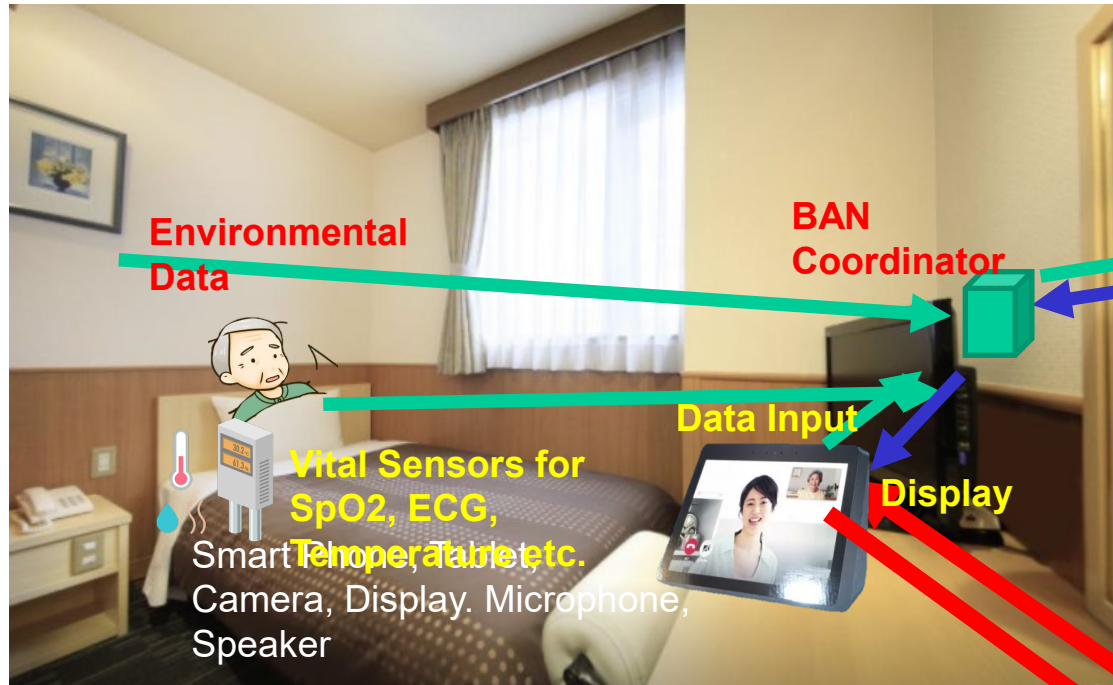 Environmental
Data
BAN
Coordinator
Data Input
Display
Vital Sensors for
SpO2, ECG,
Temperature etc.
Smart Phone, Tablet,
Camera, Display. Microphone,
Speaker